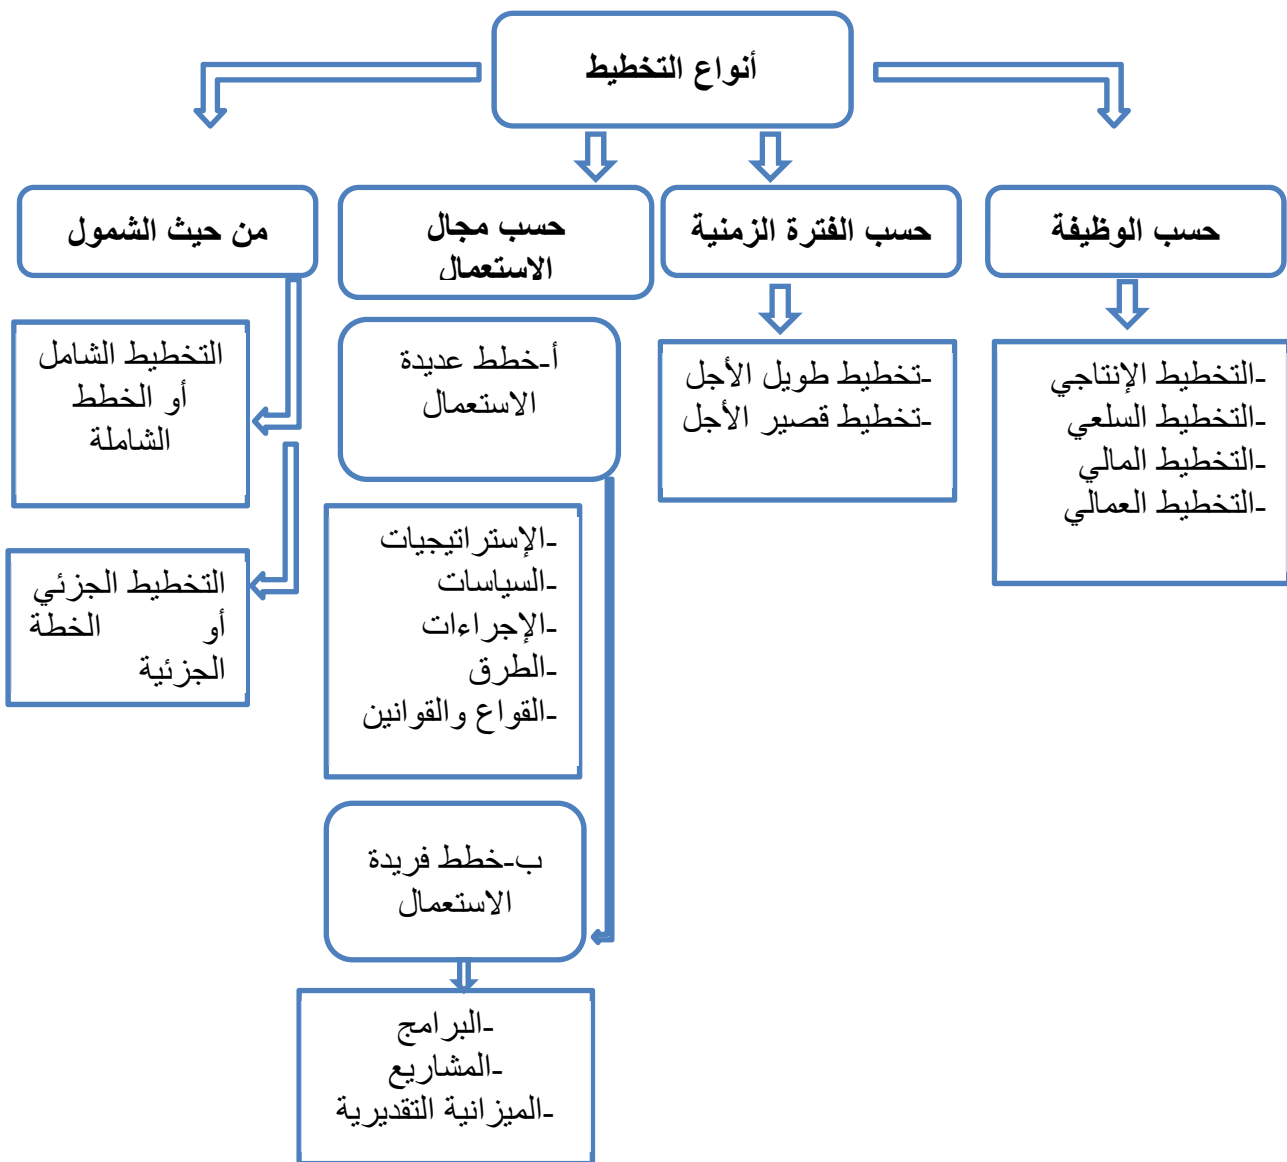 أنواع التخطيط
حسب الوظيفة
حسب الفترة الزمنية
حسب مجال
الاستعمال
من حيث الشمول
-التخطيط الإنتاجي
-التخطيط السلعي
-التخطيط المالي
-التخطيط العمالي
-تخطيط طويل الأجل
-تخطيط قصير الأجل
أ-خطط عديدة
الاستعمال
-الإستراتيجيات
-السياسات
-الإجراءات
-الطرق
-القواع والقوانين
ب-خطط فريدة
الاستعمال
-البرامج
-المشاريع
-الميزانية التقديرية
التخطيط الشامل
أو الخطط
الشاملة
التخطيط الجزئي
أو الخطة
الجزئية